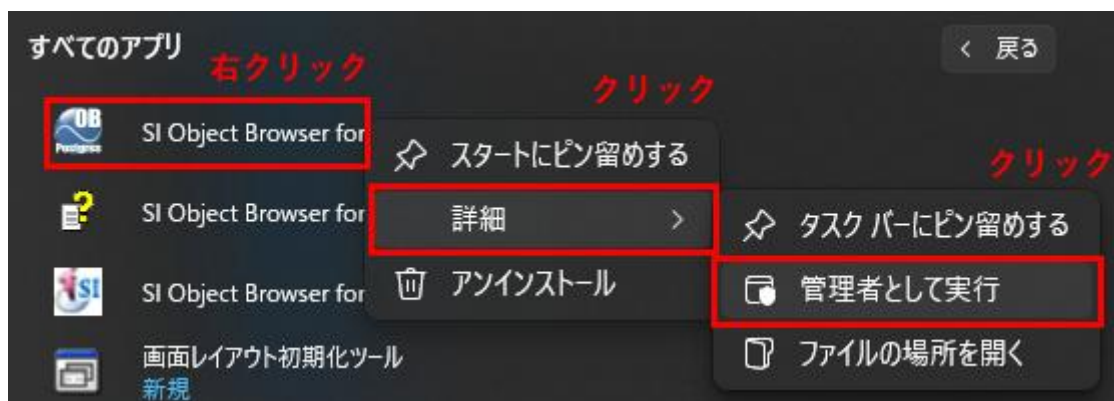 すべてのアプリ
右クリック
< 戻る
クリック
OB
Postgres
SI Object Browser for
スタートにピン留めする
クリック
SI Object Browser for
詳細 >
タスク バーにピン留めする
SI
SI Object Browser for
アンインストール
管理者として実行
画面レイアウト初期化ツール
新規
ファイルの場所を開く